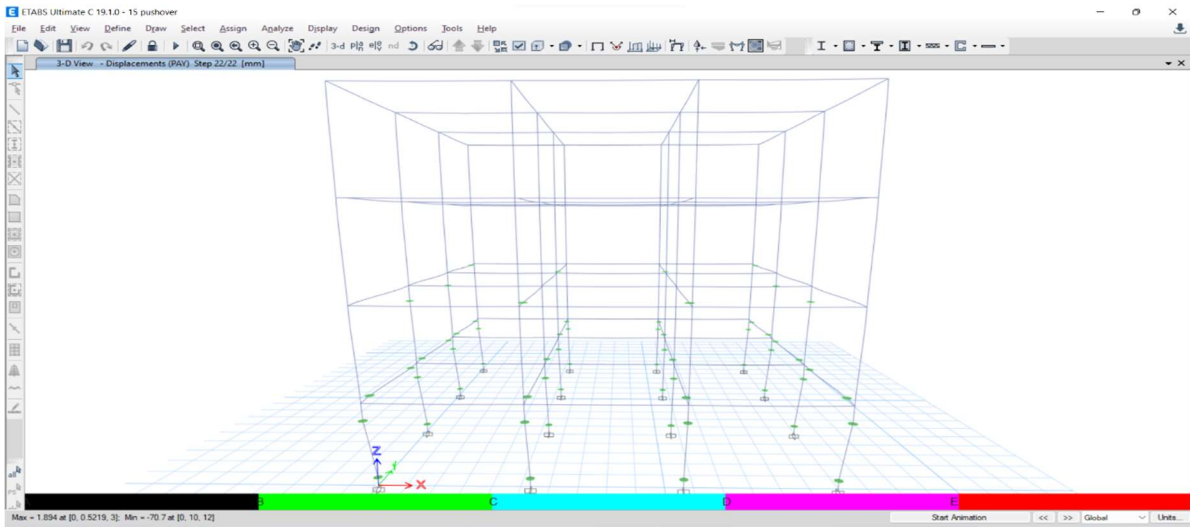 E ETABS Ultimate C 19.1.0 - 15 pushover
File Edit View Define Draw Select Assign Analyze Display Design Options Tools Help
3-d nd
3-D View - Displacements (PAY) Step 22/22 [mm]
Z
Y
X
B C D E
Max = 1.894 at [0, 0.5219, 3]; Min = -70.7 at [0, 10, 12] Start Animation << >> Global Units...